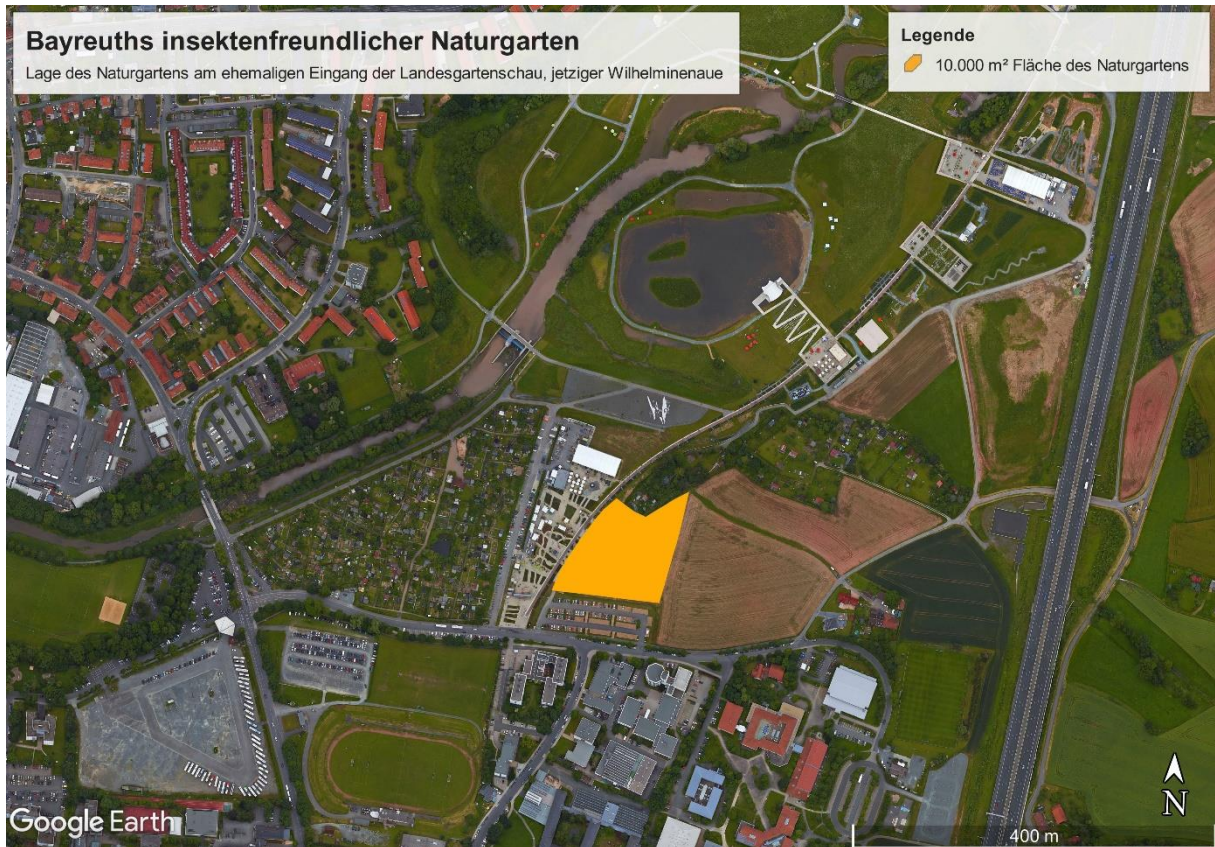 Bayreuths insektenfreundlicher Naturgarten
Lage des Naturgartens am ehemaligen Eingang der Landesgartenschau, jetziger Wilhelminenaue
Legende
10.000 m² Fläche des Naturgartens
Google Earth
N
400 m